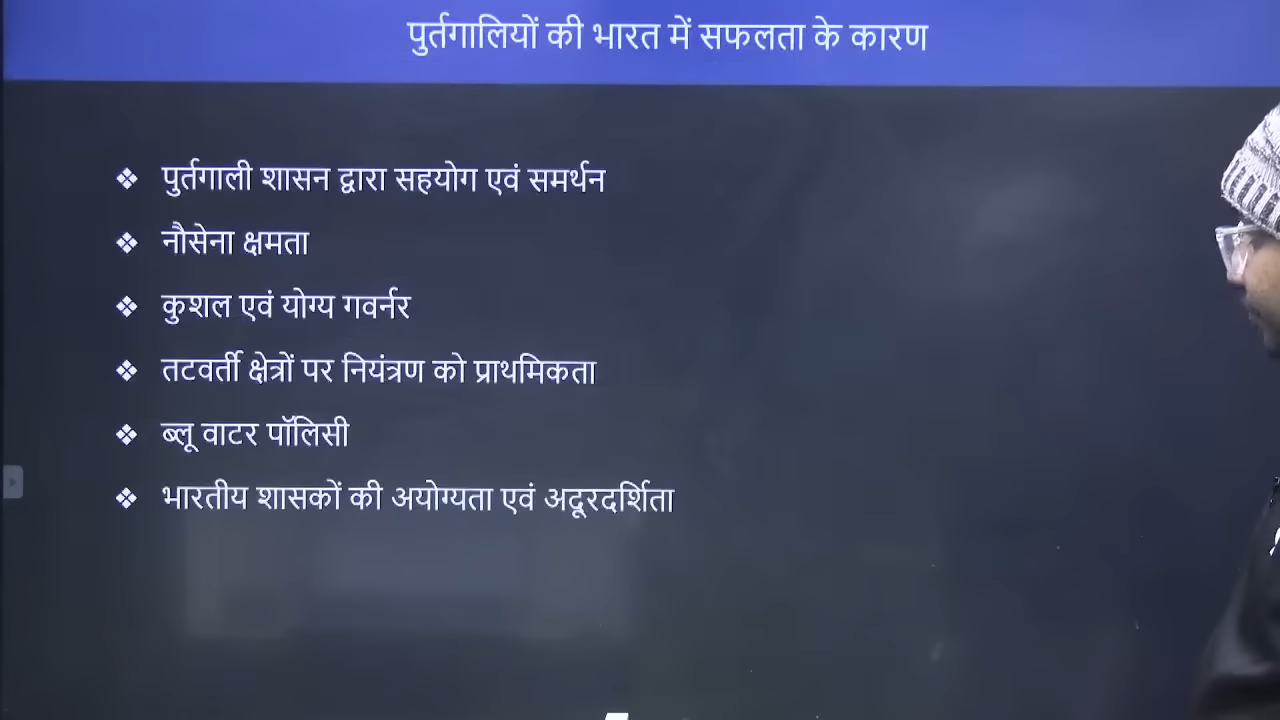 पुर्तगालियों की भारत में सफलता के कारण
❖ पुर्तगाली शासन द्वारा सहयोग एवं समर्थन
❖ नौसेना क्षमता
❖ कुशल एवं योग्य गवर्नर
❖ तटवर्ती क्षेत्रों पर नियंत्रण को प्राथमिकता
❖ ब्लू वाटर पॉलिसी
❖ भारतीय शासकों की अयोग्यता एवं अदूरदर्शिता